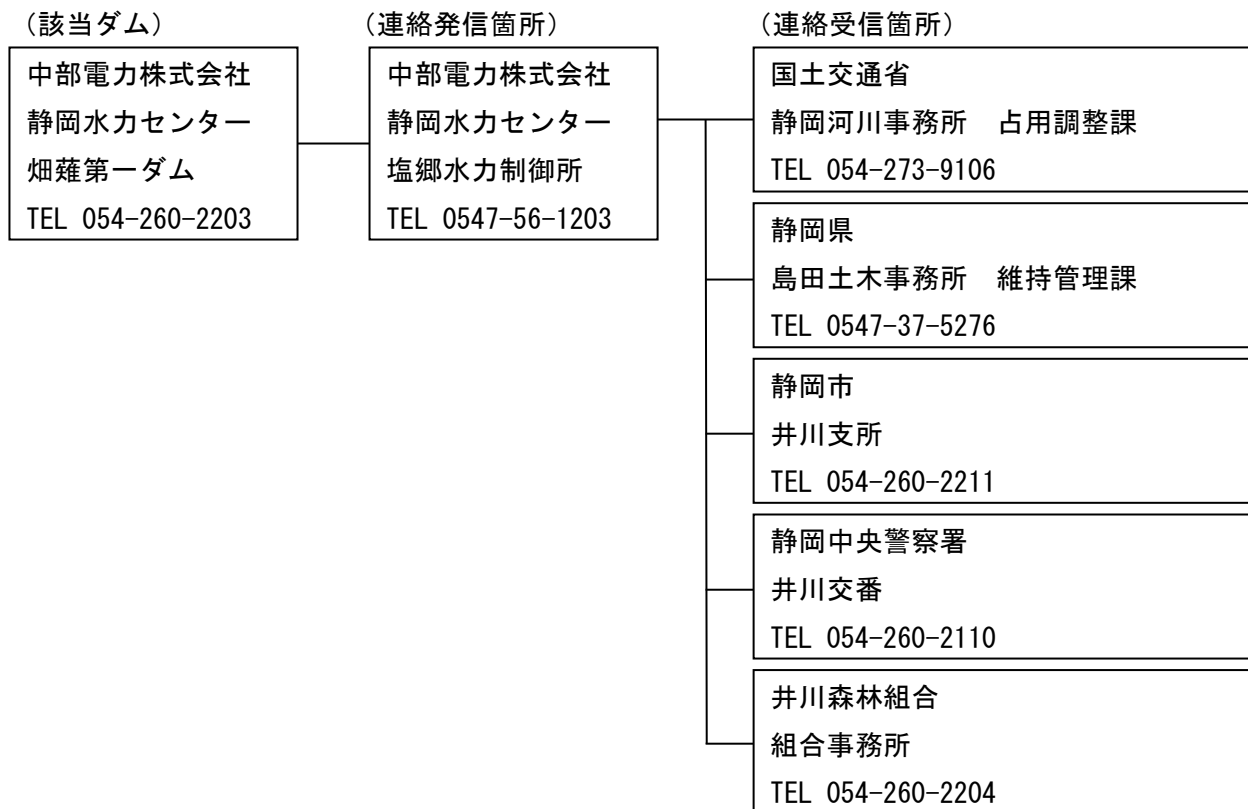 (該当ダム)
中部電力株式会社
静岡水力センター
畑薙第一ダム
TEL 054-260-2203
(連絡発信箇所)
中部電力株式会社
静岡水力センター
塩郷水力制御所
TEL 0547-56-1203
(連絡受信箇所)
国土交通省
静岡河川事務所 占用調整課
TEL 054-273-9106
静岡県
島田土木事務所 維持管理課
TEL 0547-37-5276
静岡市
井川支所
TEL 054-260-2211
静岡中央警察署
井川交番
TEL 054-260-2110
井川森林組合
組合事務所
TEL 054-260-2204